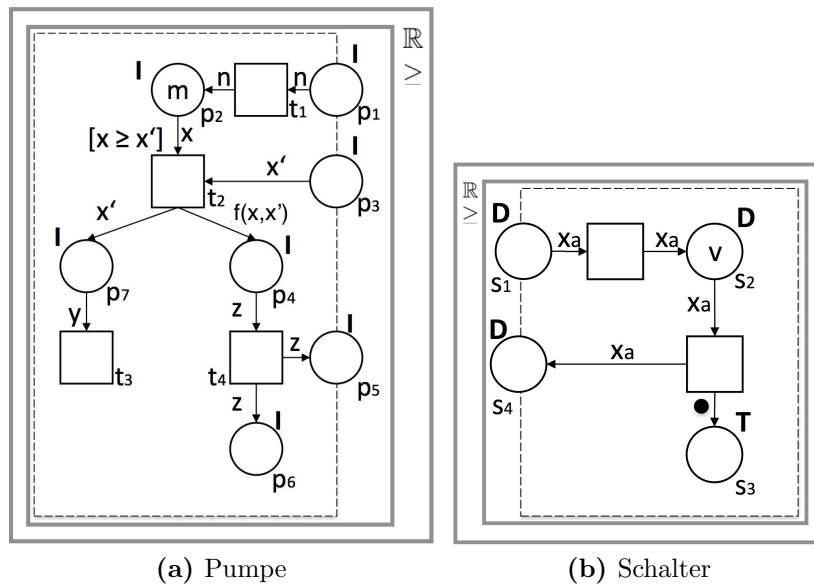 ℝ
≥
I
m
p2
n
t1
n
I
p1
[x ≥ x‘]
x
t2
x‘
I
p3
x‘
f(x,x’)
I
p7
I
p4
y
t3
z
t4
z
I
p5
z
I
p6
(a) Pumpe
ℝ
≥
D
s1
xa
xa
D
v
s2
xa
D
s4
xa
T
s3
(b) Schalter